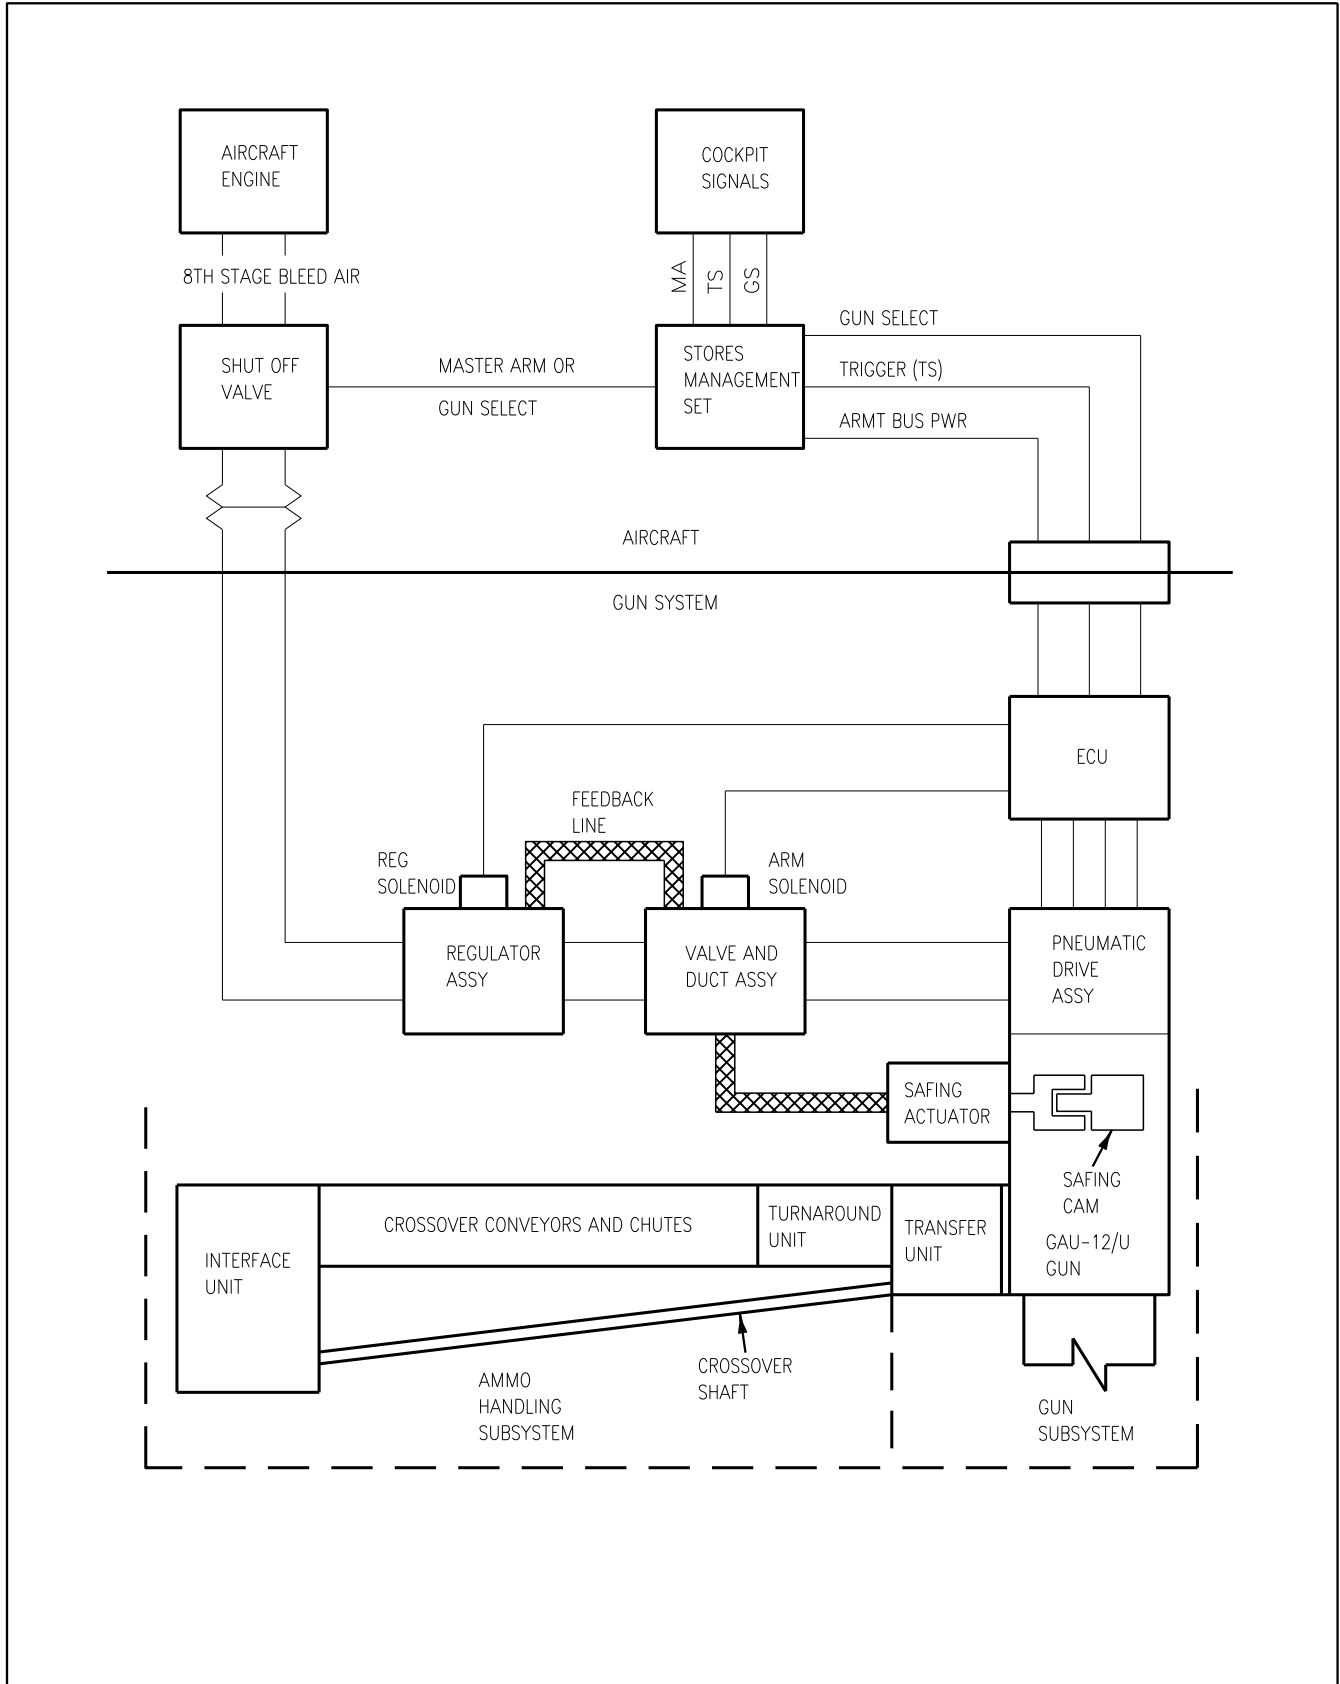 AIRCRAFT
ENGINE
COCKPIT
SIGNALS
8TH STAGE BLEED AIR
MA
TS
GS
GUN SELECT
SHUT OFF
VALVE
MASTER ARM OR
GUN SELECT
STORES
MANAGEMENT
SET
TRIGGER (TS)
ARMT BUS PWR
AIRCRAFT
GUN SYSTEM
ECU
FEEDBACK
LINE
REG
SOLENOID
ARM
SOLENOID
REGULATOR
ASSY
VALVE AND
DUCT ASSY
PNEUMATIC
DRIVE
ASSY
SAFING
ACTUATOR
SAFING
CAM
GAU-12/U
GUN
CROSSOVER CONVEYORS AND CHUTES
TURNAROUND
UNIT
TRANSFER
UNIT
INTERFACE
UNIT
CROSSOVER
SHAFT
AMMO
HANDLING
SUBSYSTEM
GUN
SUBSYSTEM